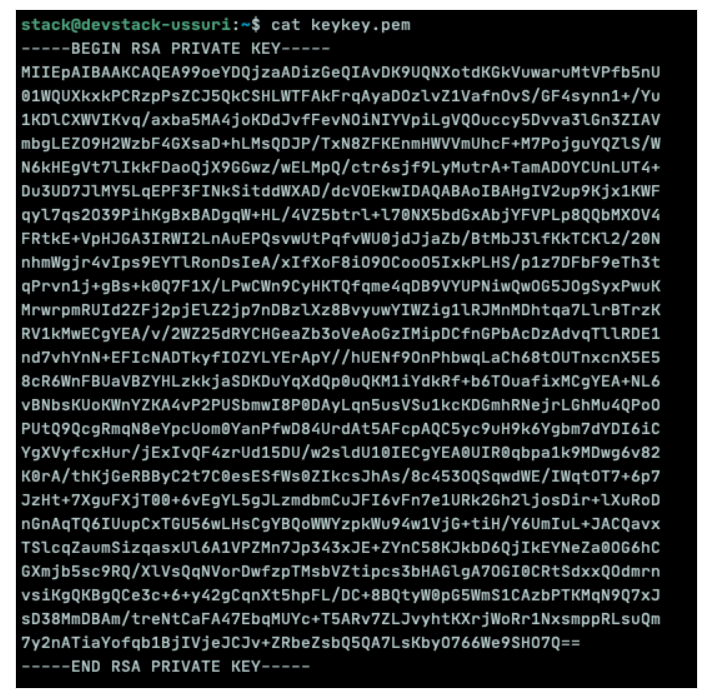 stack@devstack-ussuri:~$ cat keykey.pem
-----BEGIN RSA PRIVATE KEY-----
MIIEpAIBAAKCAQEA99oeYDQjzaADizGeQIAvDK9UQNXotdKGkVuwaruMtVPfb5nU
01WQUXkxkPCRzpPsZCJ5QkCSHLWTFAkFrqAyaDOzlvZ1VafnOvS/GF4synn1+/Yu
1KDlCXWVIKvq/axba5MA4joKDdJvfFevNOiNIYVpiLgVQOuccy5Dvva3lGn3ZIAV
mbgLEZO9H2WzbF4GXsaD+hLMsQDJP/TxN8ZFKEnmHWVVmUhcF+M7PojguYQZlS/W
N6kHEgVt7lIkkFDaoQjX9GGwz/wELMpQ/ctr6sjf9LyMutrA+TamADOYCUnLUT4+
Du3UD7JlMY5LqEPF3FINkSitddWXAD/dcVOEkwIDAQABAoIBAHgIV2up9Kjx1KWF
qyl7qs2O39PihKgBxBADgqW+HL/4VZ5btrl+l70NX5bdGxAbjYFVPLp8QQbMXOV4
FRtkE+VpHJGA3IRWI2LnAuEPQsvwUtPqfvWU0jdJjaZb/BtMbJ3lfKkTCKl2/20N
nhmWgjr4vIps9EYTlRonDsIeA/xIfXoF8iO9OCooO5IxkPLHS/p1z7DFbF9eTh3t
qPrvn1j+gBs+k0Q7F1X/LPwCWn9CyHKTQfqme4qDB9VYUPNiwQwOG5JOgSyxPwuK
MrwrpmRUId2ZFj2pjElZ2jp7nDBzlXz8BvyuwYIWZig1lRJMnMDhtqa7LlrBTrzK
RV1kMwECgYEA/v/2WZ25dRYCHGeaZb3oVeAoGzIMipDCfnGPbAcDzAdvqTllRDE1
nd7vhYnN+EFIcNADTkyfIOZYLYErApY//hUENf9OnPhbwqLaCh68tOUTnxcnX5E5
8cR6WnFBUaVBZYHLzkkjaSDKDuYqXdQp0uQKM1iYdkRf+b6TOuafixMCgYEA+NL6
vBNbsKUoKWnYZKA4vP2PUSbmwI8P0DAyLqn5usVSu1kcKDGmhRNejrLGhMu4QPoO
PUtQ9QcgRmqN8eYpcUom0YanPfwD84UrdAt5AFcpAQC5yc9uH9k6Ygbm7dYDI6iC
YgXVyfcxHur/jExIvQF4zrUd15DU/w2sldU10IECgYEA0UIR0qbpa1k9MDwg6v82
K0rA/thKjGeRBByC2t7C0esESfWs0ZIkcsJhAs/8c453OQSqwdWE/IWqtOT7+6p7
JzHt+7XguFXjT00+6vEgYL5gJLzmdbmCuJFI6vFn7e1URk2Gh2ljosDir+lXuRoD
nGnAqTQ6IUupCxTGU56wLHsCgYBQoWWYzpkWu94w1VjG+tiH/Y6UmIuL+JACQavx
TSlcqZaumSizqasxUl6A1VPZMn7Jp343xJE+ZYnC58KJkbD6QjIkEYNeZa0OG6hC
GXmjb5sc9RQ/XlVsQqNVorDwfzpTMsbVZtipcs3bHAGlgA7OGI0CRtSdxxQOdmrn
vsiKgQKBgQCe3c+6+y42gCqnXt5hpFL/DC+8BQtyW0pG5WmS1CAzbPTKMqN9Q7xJ
sD38MmDBAm/treNtCaFA47EbqMUYc+T5ARv7ZLJvyhtKXrjWoRr1NxsmppRLsuQm
7y2nATiaYofqb1BjIVjeJCJv+ZRbeZsbQ5QA7LsKbyO766We9SHO7Q==
-----END RSA PRIVATE KEY-----